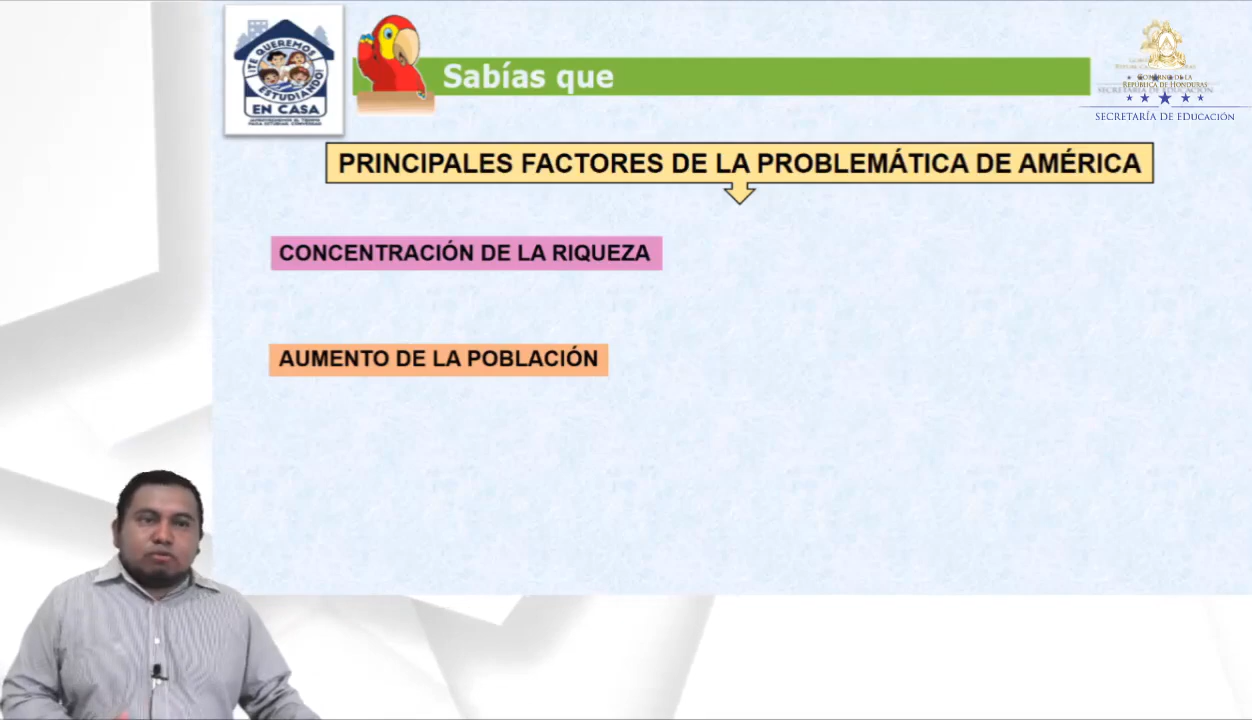 ¡TE QUEREMOS
ESTUDIANDO!
EN CASA
Sabías que
GOBIERNO DE LA
REPÚBLICA DE HONDURAS
SECRETARÍA DE EDUCACIÓN
PRINCIPALES FACTORES DE LA PROBLEMÁTICA DE AMÉRICA
CONCENTRACIÓN DE LA RIQUEZA
AUMENTO DE LA POBLACIÓN